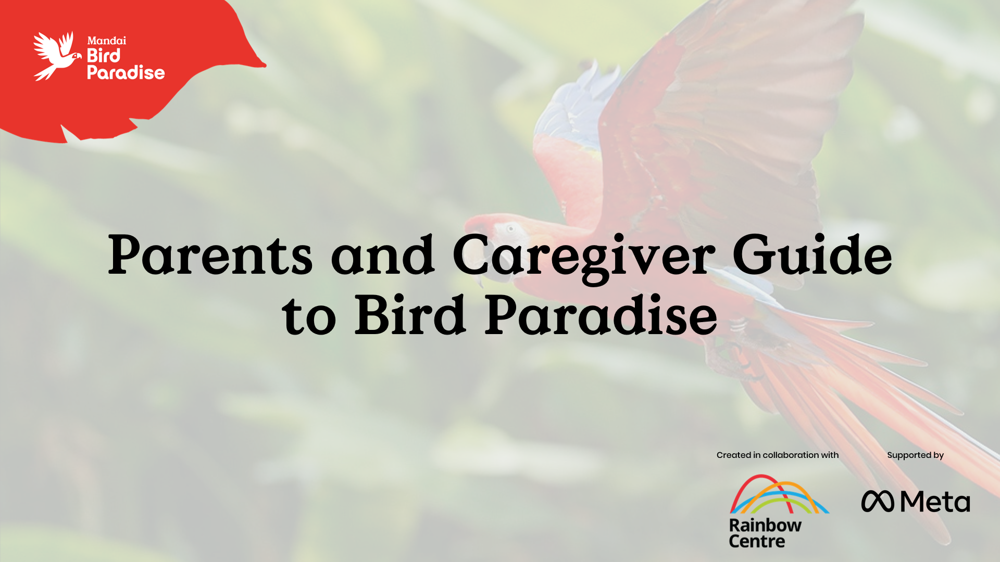 Mandai
Bird
Paradise
Parents and Caregiver Guide
to Bird Paradise
Created in collaboration with
Supported by
Rainbow
Centre
Meta